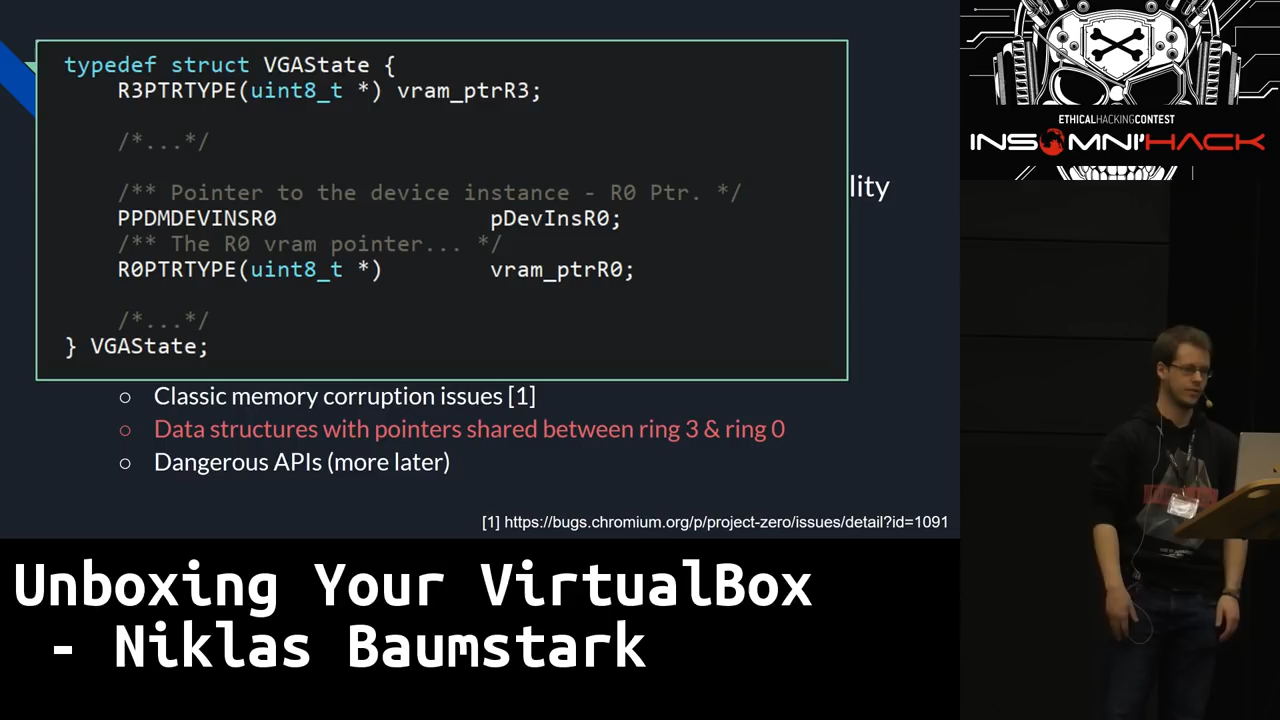 typedef struct VGAState {
R3PTRTYPE(uint8_t *) vram_ptrR3;
/*...*/
/** Pointer to the device instance - R0 Ptr. */
PPDMDEVINSR0 pDevInsR0;
/** The R0 vram pointer... */
R0PTRTYPE(uint8_t *) vram_ptrR0;
/*...*/
} VGAState;
lity
○ Classic memory corruption issues [1]
○ Data structures with pointers shared between ring 3 & ring 0
○ Dangerous APIs (more later)
[1] https://bugs.chromium.org/p/project-zero/issues/detail?id=1091
ETHICALHACKINGCONTEST
INSOMNI'HACK
Unboxing Your VirtualBox
- Niklas Baumstark